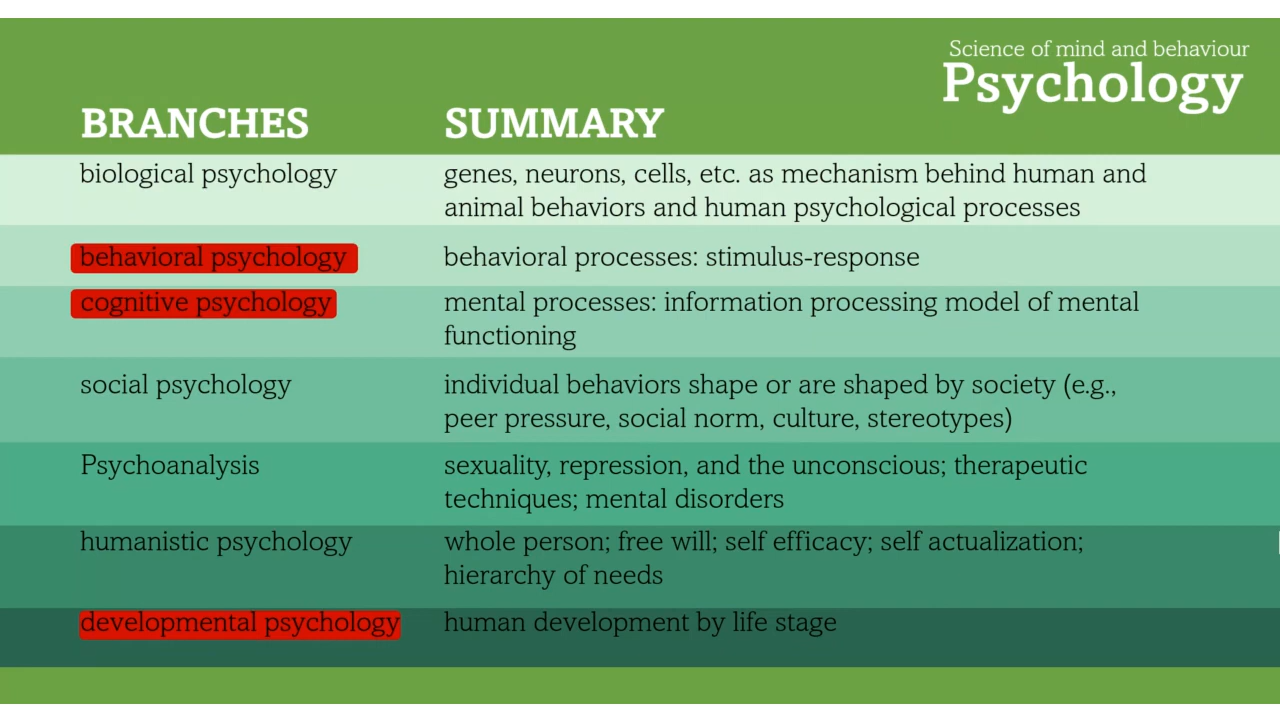 Science of mind and behaviour
Psychology
BRANCHES SUMMARY
biological psychology genes, neurons, cells, etc. as mechanism behind human and
animal behaviors and human psychological processes
behavioral psychology behavioral processes: stimulus-response
cognitive psychology mental processes: information processing model of mental
functioning
social psychology individual behaviors shape or are shaped by society (e.g.,
peer pressure, social norm, culture, stereotypes)
Psychoanalysis sexuality, repression, and the unconscious; therapeutic
techniques; mental disorders
humanistic psychology whole person; free will; self efficacy; self actualization;
hierarchy of needs
developmental psychology human development by life stage